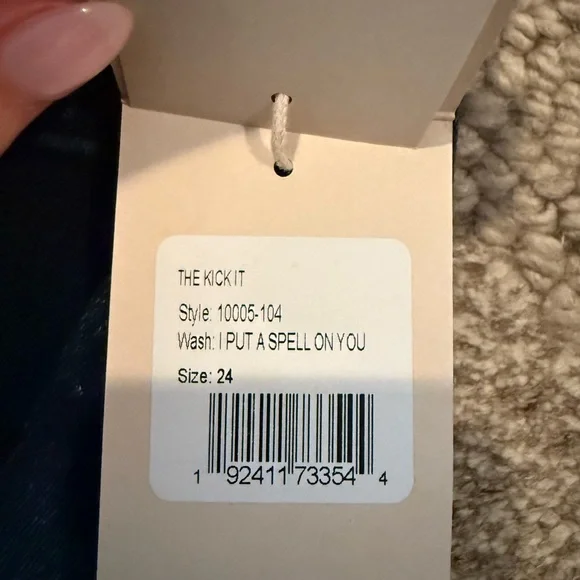 THE KICK IT
Style: 10005-104
Wash: I PUT A SPELL ON YOU
Size: 24
1 92411 73354 4